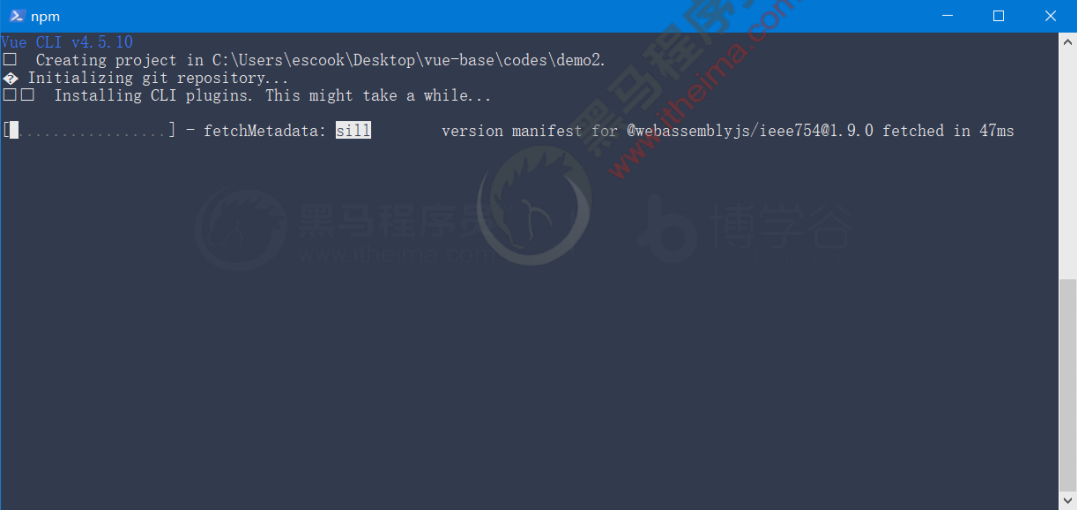 npm
Vue CLI v4.5.10
Creating project in C:\Users\escook\Desktop\vue-base\codes\demo2.
� Initializing git repository...
Installing CLI plugins. This might take a while...
[.................] - fetchMetadata: sill version manifest for @webassemblyjs/ieee754@1.9.0 fetched in 47ms
黑马程序员
www.itheima.com
黑马程序员
www.itheima.com
博学谷